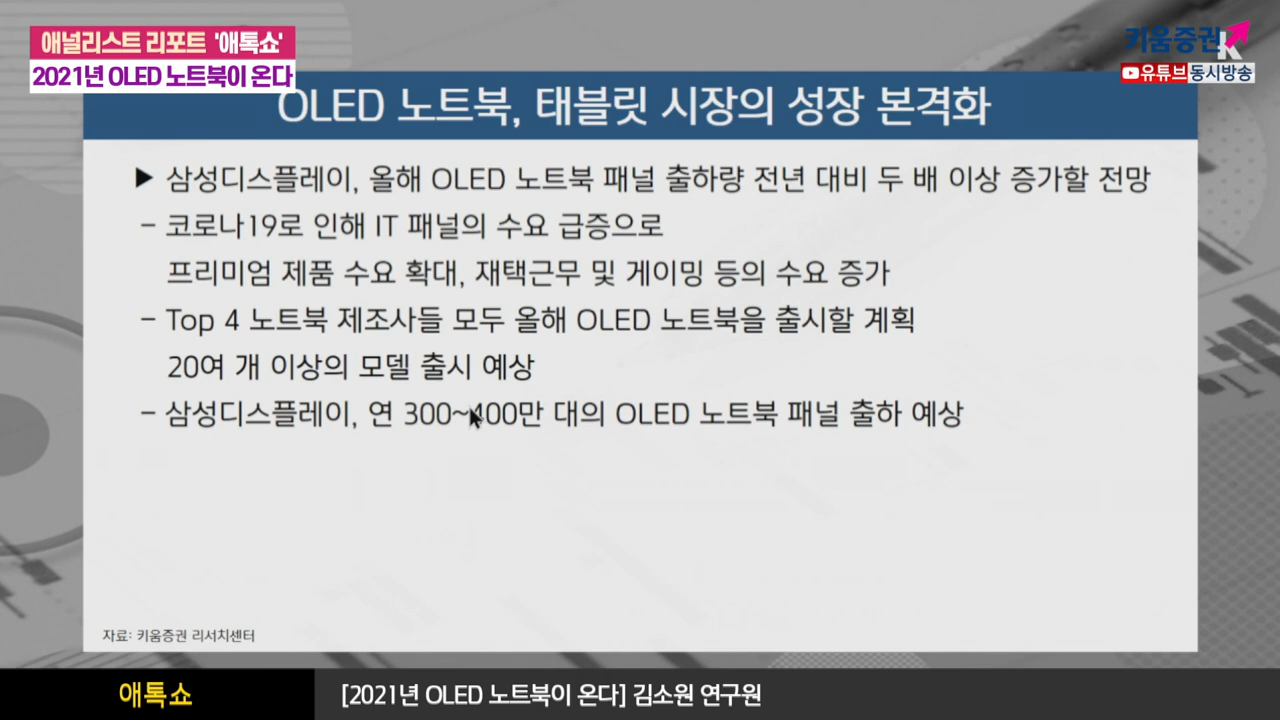 애널리스트 리포트 '애톡쇼'
2021년 OLED 노트북이 온다
키움증권
유튜브동시방송
OLED 노트북, 태블릿 시장의 성장 본격화
▶ 삼성디스플레이, 올해 OLED 노트북 패널 출하량 전년 대비 두 배 이상 증가할 전망
- 코로나19로 인해 IT 패널의 수요 급증으로
프리미엄 제품 수요 확대, 재택근무 및 게이밍 등의 수요 증가
- Top 4 노트북 제조사들 모두 올해 OLED 노트북을 출시할 계획
20여 개 이상의 모델 출시 예상
- 삼성디스플레이, 연 300~400만 대의 OLED 노트북 패널 출하 예상
자료: 키움증권 리서치센터
애톡쇼
[2021년 OLED 노트북이 온다] 김소원 연구원